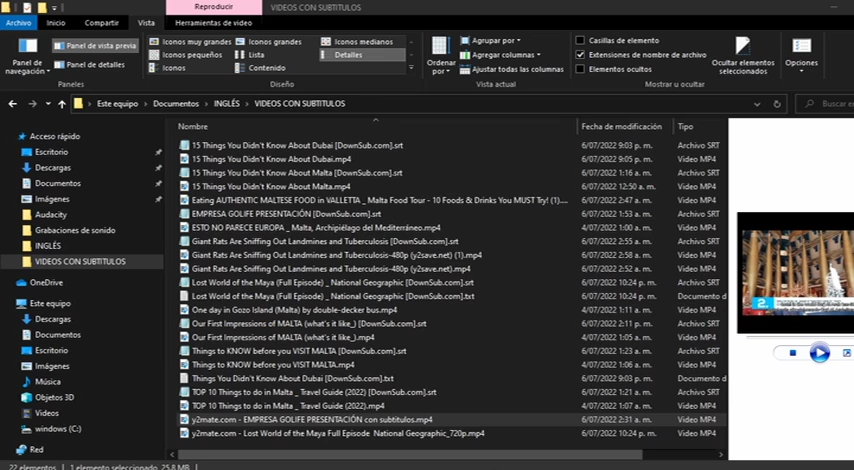 Reproducir VIDEOS CON SUBTITULOS
Archivo Inicio Compartir Vista Herramientas de video
Panel de navegación Panel de vista previa Panel de detalles
Iconos muy grandes Iconos grandes Iconos medianos
Iconos pequeños Lista Detalles
Iconos Contenido
Ordenar por Agrupar por Agregar columnas Ajustar todas las columnas
Casillas de elemento
Extensiones de nombre de archivo
Elementos ocultos
Ocultar elementos seleccionados Opciones
Paneles Diseño Vista actual Mostrar u ocultar
Este equipo Documentos INGLÉS VIDEOS CON SUBTITULOS Buscar en
Acceso rápido
Escritorio
Descargas
Documentos
Imágenes
Audacity
Grabaciones de sonido
INGLÉS
VIDEOS CON SUBTITULOS
OneDrive
Este equipo
Descargas
Documentos
Escritorio
Imágenes
Música
Objetos 3D
Videos
windows (C:)
Red
Nombre Fecha de modificación Tipo
15 Things You Didn't Know About Dubai [DownSub.com].srt 6/07/2022 9:03 p. m. Archivo SRT
15 Things You Didn't Know About Dubai.mp4 6/07/2022 9:05 p. m. Video MP4
15 Things You Didn't Know About Malta [DownSub.com].srt 6/07/2022 1:16 a. m. Archivo SRT
15 Things You Didn't Know About Malta.mp4 6/07/2022 12:50 a. m. Video MP4
Eating AUTHENTIC MALTESE FOOD in VALLETTA _ Malta Food Tour - 10 Foods & Drinks You MUST Try! (1).... 6/07/2022 2:47 a. m. Video MP4
EMPRESA GOLIFE PRESENTACIÓN [DownSub.com].srt 6/07/2022 1:53 a. m. Archivo SRT
ESTO NO PARECE EUROPA _ Malta, Archipiélago del Mediterráneo.mp4 4/07/2022 1:00 a. m. Video MP4
Giant Rats Are Sniffing Out Landmines and Tuberculosis [DownSub.com].srt 6/07/2022 2:55 a. m. Archivo SRT
Giant Rats Are Sniffing Out Landmines and Tuberculosis-480p (y2save.net) (1).mp4 6/07/2022 2:58 a. m. Video MP4
Giant Rats Are Sniffing Out Landmines and Tuberculosis-480p (y2save.net).mp4 6/07/2022 2:52 a. m. Video MP4
Lost World of the Maya (Full Episode) _ National Geographic [DownSub.com].srt 6/07/2022 10:24 p. m. Archivo SRT
Lost World of the Maya (Full Episode) _ National Geographic [DownSub.com].txt 6/07/2022 10:24 p. m. Documento d
One day in Gozo Island (Malta) by double-decker bus.mp4 4/07/2022 1:11 a. m. Video MP4
Our First Impressions of MALTA (what's it like_) [DownSub.com].srt 4/07/2022 2:11 p. m. Archivo SRT
Our First Impressions of MALTA (what's it like_).mp4 4/07/2022 1:05 a. m. Video MP4
Things to KNOW before you VISIT MALTA [DownSub.com].srt 6/07/2022 1:23 a. m. Archivo SRT
Things to KNOW before you VISIT MALTA.mp4 4/07/2022 1:06 a. m. Video MP4
Things You Didn't Know About Dubai [DownSub.com].txt 6/07/2022 9:03 p. m. Documento d
TOP 10 Things to do in Malta _ Travel Guide (2022) [DownSub.com].srt 6/07/2022 1:21 a. m. Archivo SRT
TOP 10 Things to do in Malta _ Travel Guide (2022).mp4 4/07/2022 1:07 a. m. Video MP4
y2mate.com - EMPRESA GOLIFE PRESENTACIÓN con subtitulos.mp4 6/07/2022 2:31 a. m. Video MP4
y2mate.com - Lost World of the Maya Full Episode National Geographic_720p.mp4 6/07/2022 10:24 p. m. Video MP4
2.
22 elementos 1 elemento seleccionado 25,8 MB